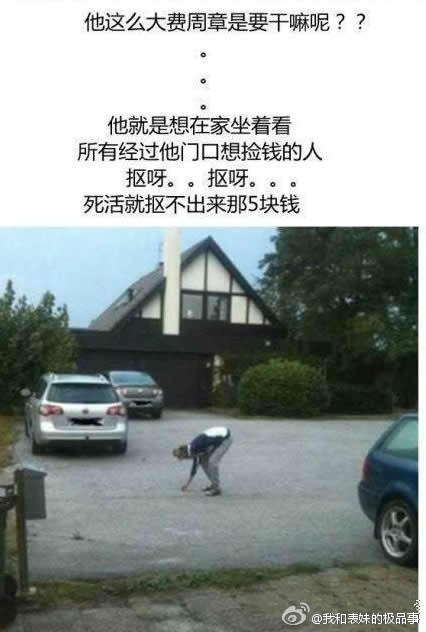 他这么大费周章是要干嘛呢？？
。
。
。
他就是想在家坐着看
所有经过他门口想捡钱的人
抠呀。。抠呀。。。
死活就抠不出来那5块钱
@我和表妹的极品事